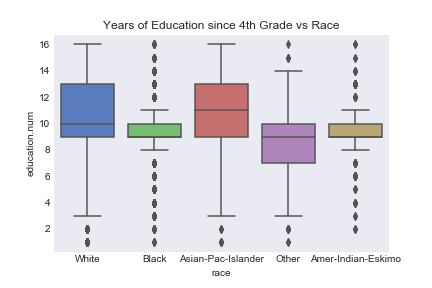 Years of Education since 4th Grade vs Race
16
14
12
10
8
6
4
2
education.num
White Black Asian-Pac-Islander Other Amer-Indian-Eskimo
race